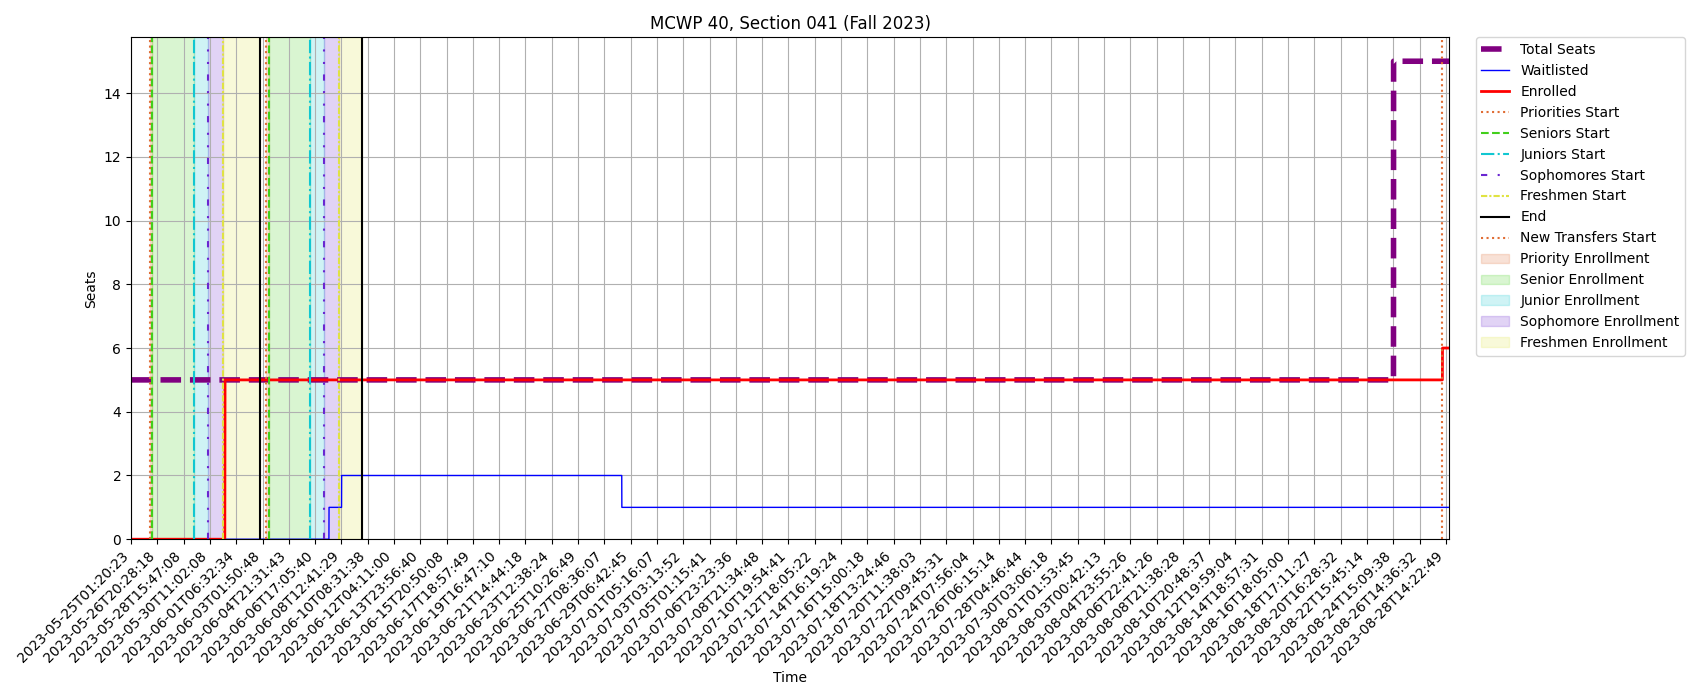 MCWP 40, Section 041 (Fall 2023)
Seats
14
12
10
8
6
4
2
0
2023-05-25T01:20:23
2023-05-26T20:28:18
2023-05-28T15:47:08
2023-05-30T11:02:08
2023-06-01T06:32:34
2023-06-03T01:50:48
2023-06-04T21:31:43
2023-06-06T17:05:40
2023-06-08T12:41:29
2023-06-10T08:31:38
2023-06-12T04:11:00
2023-06-13T23:56:40
2023-06-15T20:50:08
2023-06-17T18:57:49
2023-06-19T16:47:10
2023-06-21T14:44:18
2023-06-23T12:38:24
2023-06-25T10:26:49
2023-06-27T08:36:07
2023-06-29T06:42:45
2023-07-01T05:16:07
2023-07-03T03:13:52
2023-07-05T01:15:41
2023-07-06T23:23:36
2023-07-08T21:34:48
2023-07-10T19:54:41
2023-07-12T18:05:22
2023-07-14T16:19:24
2023-07-16T15:00:18
2023-07-18T13:24:46
2023-07-20T11:38:03
2023-07-22T09:45:31
2023-07-24T07:56:04
2023-07-26T06:15:14
2023-07-28T04:46:44
2023-07-30T03:06:18
2023-08-01T01:53:45
2023-08-03T00:42:13
2023-08-04T23:55:26
2023-08-06T22:41:26
2023-08-08T21:38:28
2023-08-10T20:48:37
2023-08-12T19:59:04
2023-08-14T18:57:31
2023-08-16T18:05:00
2023-08-18T17:11:27
2023-08-20T16:28:32
2023-08-22T15:45:14
2023-08-24T15:09:38
2023-08-26T14:36:32
2023-08-28T14:22:49
Time
Total Seats
Waitlisted
Enrolled
Priorities Start
Seniors Start
Juniors Start
Sophomores Start
Freshmen Start
End
New Transfers Start
Priority Enrollment
Senior Enrollment
Junior Enrollment
Sophomore Enrollment
Freshmen Enrollment